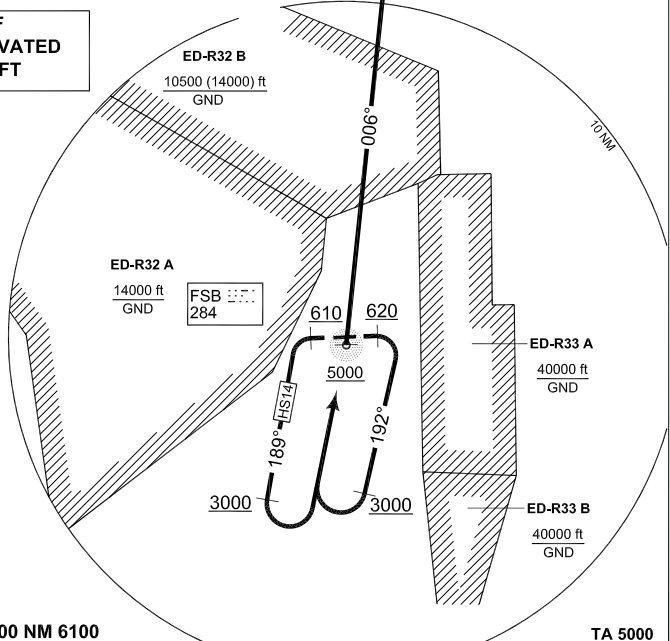 VATED
FT
ED-R32 B
10500 (14000) ft
GND
006°
10 NM
ED-R32 A
14000 ft
GND
FSB
284
610
620
5000
ED-R33 A
40000 ft
GND
HS14
189°
192°
3000
3000
ED-R33 B
40000 ft
GND
00 NM 6100
TA 5000